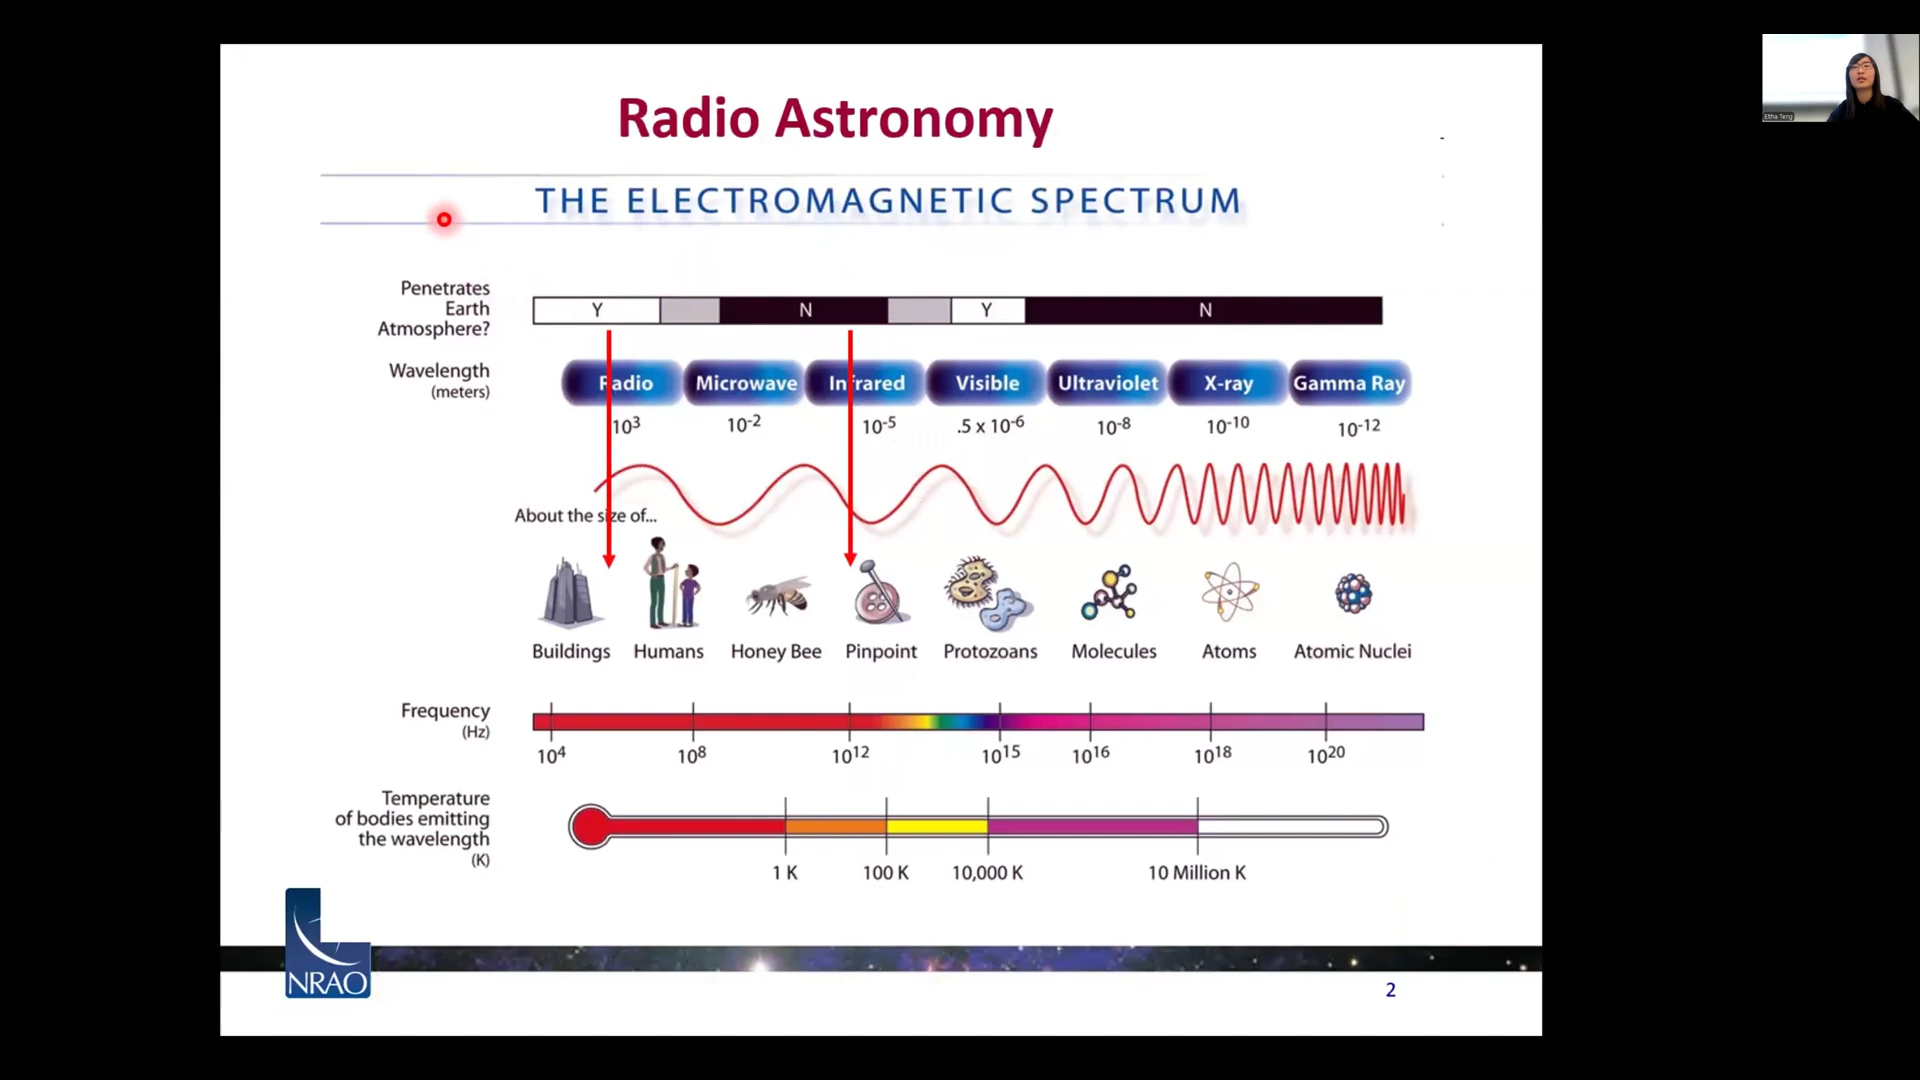 Radio Astronomy
THE ELECTROMAGNETIC SPECTRUM
Penetrates
Earth
Atmosphere?
Y N Y N
Wavelength
(meters)
Radio Microwave Infrared Visible Ultraviolet X-ray Gamma Ray
10³ 10⁻² 10⁻⁵ .5 x 10⁻⁶ 10⁻⁸ 10⁻¹⁰ 10⁻¹²
About the size of...
Buildings Humans Honey Bee Pinpoint Protozoans Molecules Atoms Atomic Nuclei
Frequency
(Hz)
10⁴ 10⁸ 10¹² 10¹⁵ 10¹⁶ 10¹⁸ 10²⁰
Temperature
of bodies emitting
the wavelength
(K)
1 K 100 K 10,000 K 10 Million K
NRAO
2
Eltha Teng